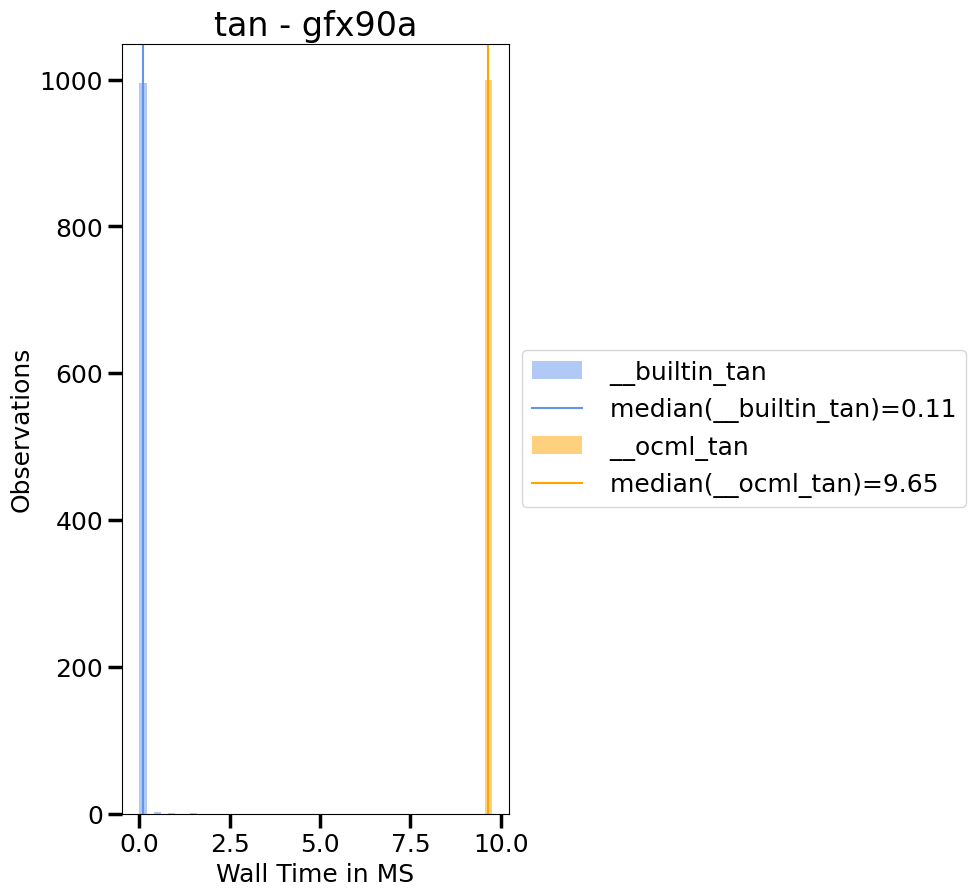 tan - gfx90a
1000
800
600
400
200
0
Observations
0.0 2.5 5.0 7.5 10.0
Wall Time in MS
__builtin_tan
median(__builtin_tan)=0.11
__ocml_tan
median(__ocml_tan)=9.65